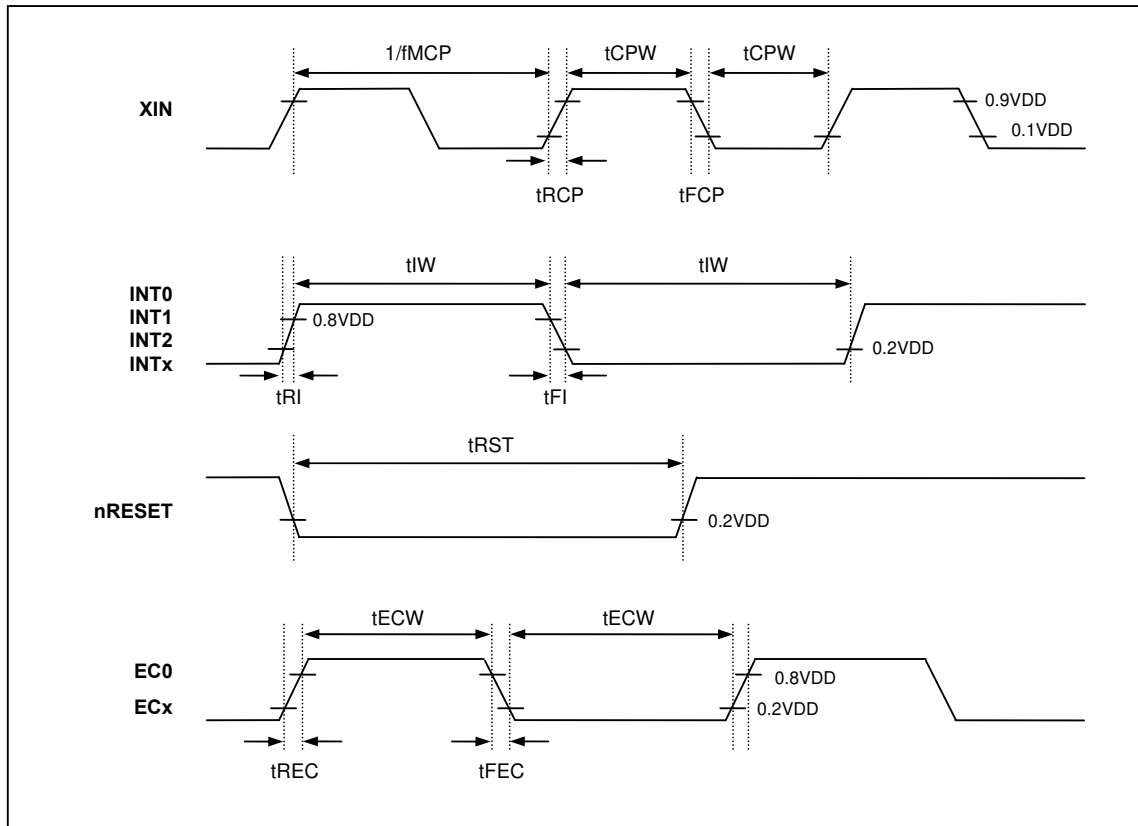 1/fMCP
tCPW
tCPW
XIN
0.9VDD
0.1VDD
tRCP
tFCP
tIW
tIW
INT0
INT1
0.8VDD
INT2
0.2VDD
INTx
tRI
tFI
tRST
nRESET
0.2VDD
tECW
tECW
EC0
0.8VDD
ECx
0.2VDD
tREC
tFEC